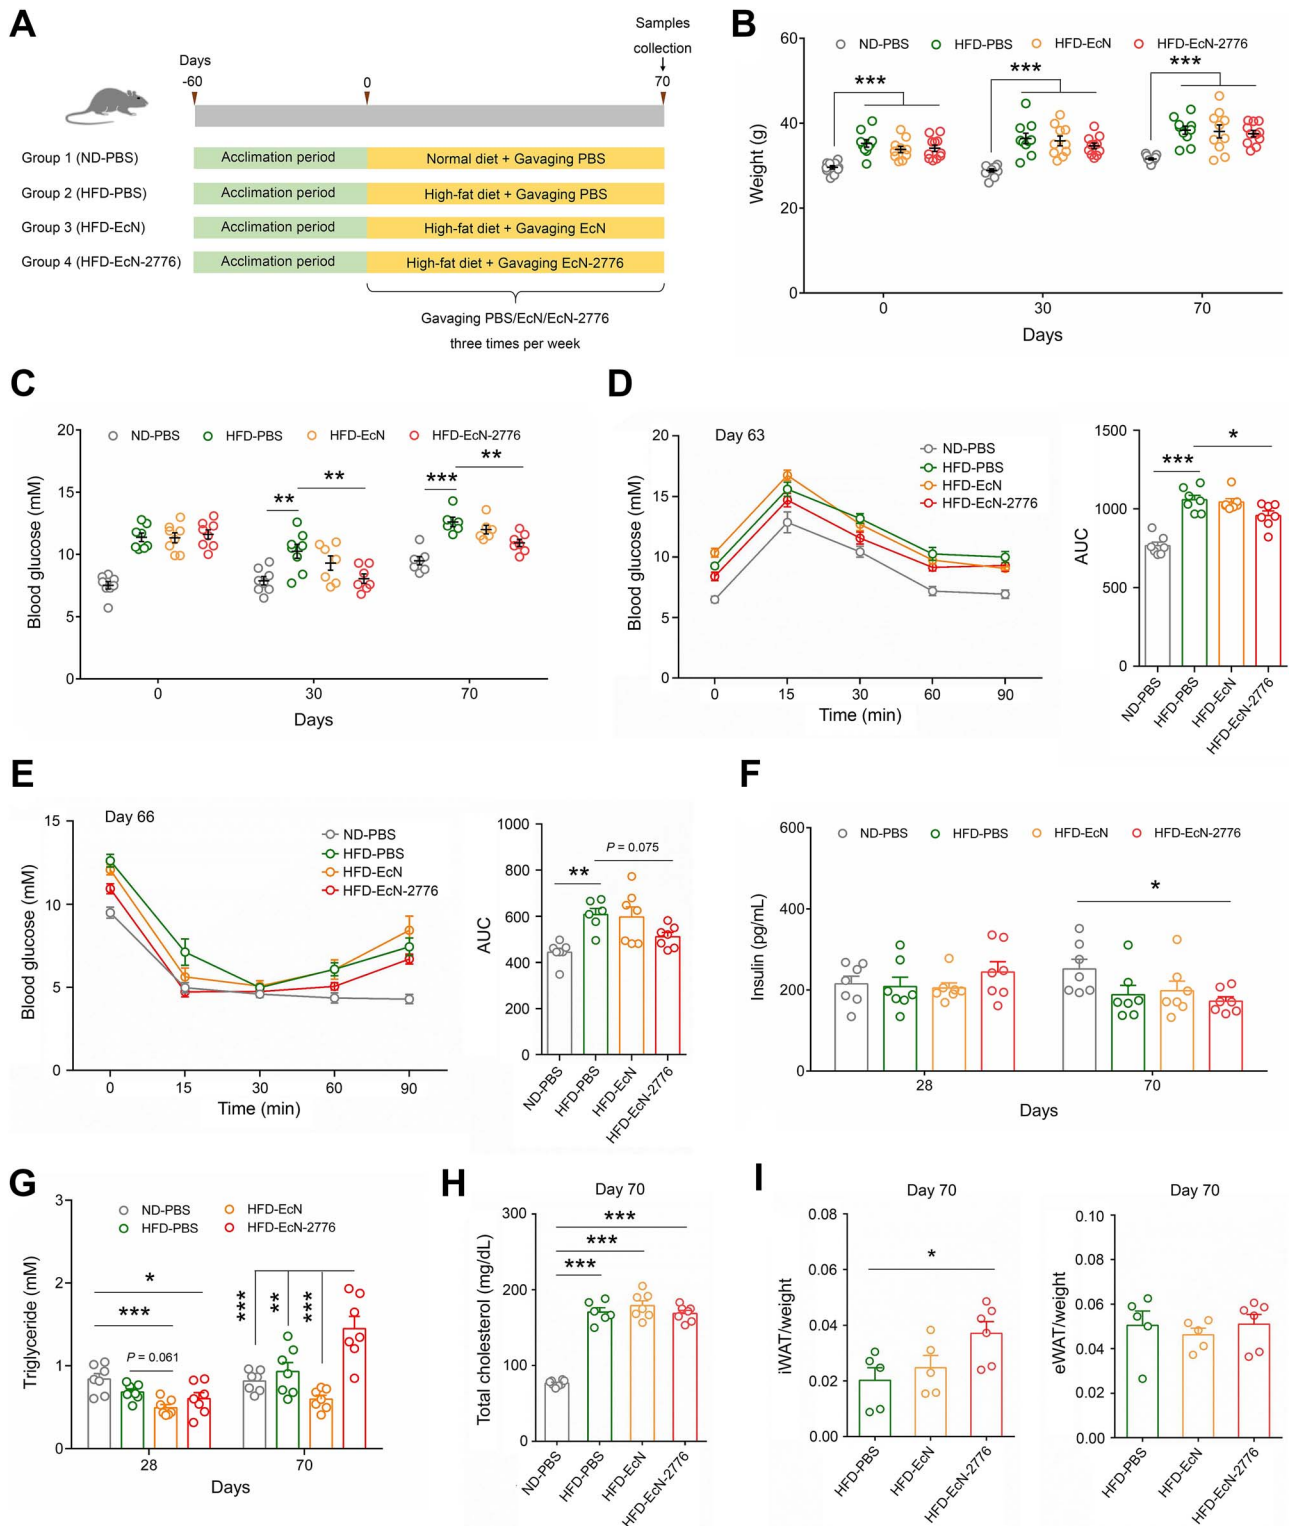 A
Samples
collection
Days
-60
0
70
Group 1 (ND-PBS)
Acclimation period
Normal diet + Gavaging PBS
Group 2 (HFD-PBS)
Acclimation period
High-fat diet + Gavaging PBS
Group 3 (HFD-EcN)
Acclimation period
High-fat diet + Gavaging EcN
Group 4 (HFD-EcN-2776)
Acclimation period
High-fat diet + Gavaging EcN-2776
Gavaging PBS/EcN/EcN-2776
three times per week
B
ND-PBS
HFD-PBS
HFD-EcN
HFD-EcN-2776
***
***
***
Weight (g)
60
40
20
0
0
30
70
Days
C
ND-PBS
HFD-PBS
HFD-EcN
HFD-EcN-2776
**
**
***
**
Blood glucose (mM)
20
15
10
5
0
0
30
70
Days
D
Day 63
ND-PBS
HFD-PBS
HFD-EcN
HFD-EcN-2776
Blood glucose (mM)
20
15
10
5
0
0
15
30
60
90
Time (min)
AUC
1500
1000
500
0
***
*
ND-PBS
HFD-PBS
HFD-EcN
HFD-EcN-2776
E
Day 66
ND-PBS
HFD-PBS
HFD-EcN
HFD-EcN-2776
Blood glucose (mM)
15
10
5
0
0
15
30
60
90
Time (min)
AUC
1000
800
600
400
200
0
**
P = 0.075
ND-PBS
HFD-PBS
HFD-EcN
HFD-EcN-2776
F
ND-PBS
HFD-PBS
HFD-EcN
HFD-EcN-2776
*
Insulin (pg/mL)
600
400
200
0
28
70
Days
G
ND-PBS
HFD-PBS
HFD-EcN
HFD-EcN-2776
*
***
P = 0.061
***
**
***
Triglyceride (mM)
3
2
1
0
28
70
Days
H
Day 70
***
***
***
Total cholesterol (mg/dL)
300
200
100
0
ND-PBS
HFD-PBS
HFD-EcN
HFD-EcN-2776
I
Day 70
*
iWAT/weight
0.08
0.06
0.04
0.02
0.00
HFD-PBS
HFD-EcN
HFD-EcN-2776
Day 70
eWAT/weight
0.10
0.08
0.06
0.04
0.02
0.00
HFD-PBS
HFD-EcN
HFD-EcN-2776